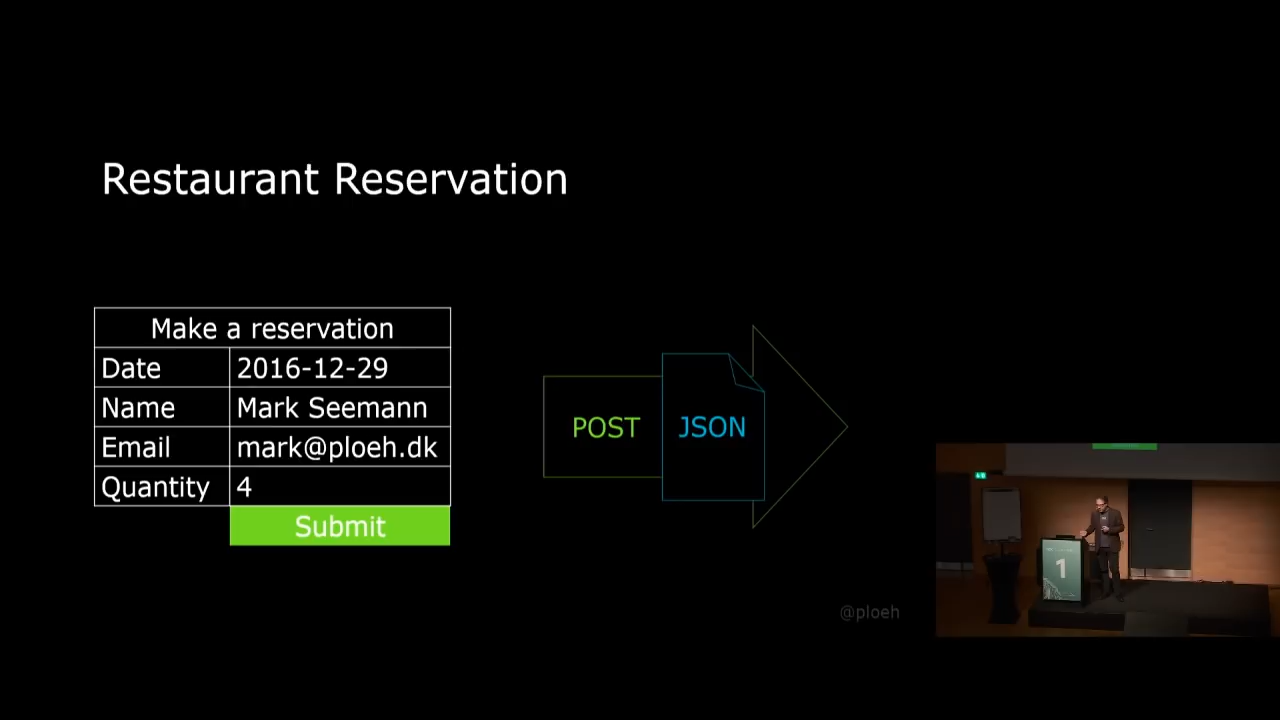 Restaurant Reservation
Make a reservation
Date 2016-12-29
Name Mark Seemann
Email mark@ploeh.dk
Quantity 4
Submit
POST JSON
@ploeh
1